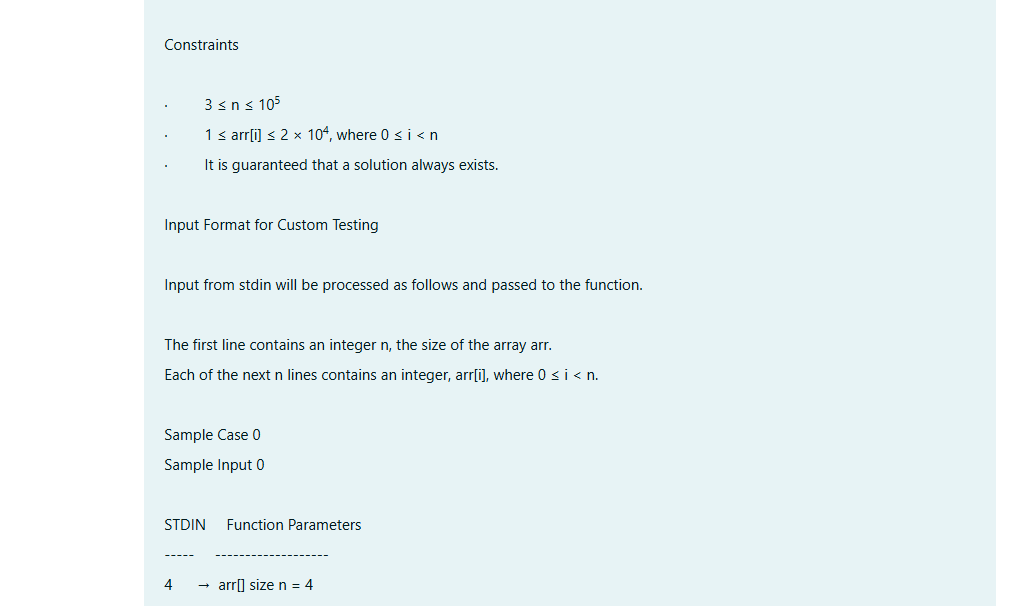 Constraints
· 3 ≤ n ≤ 10⁵
· 1 ≤ arr[i] ≤ 2 × 10⁴, where 0 ≤ i < n
· It is guaranteed that a solution always exists.
Input Format for Custom Testing
Input from stdin will be processed as follows and passed to the function.
The first line contains an integer n, the size of the array arr.
Each of the next n lines contains an integer, arr[i], where 0 ≤ i < n.
Sample Case 0
Sample Input 0
STDIN Function Parameters
----- -------------------
4 → arr[] size n = 4